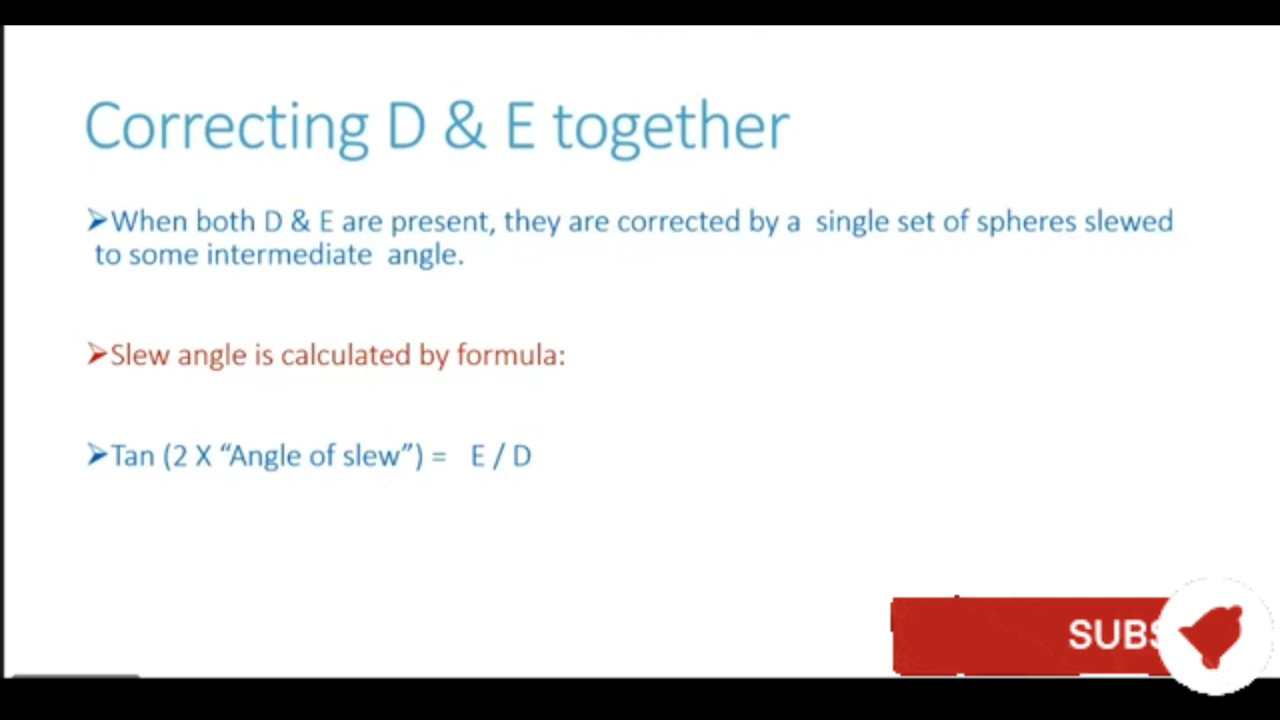 Correcting D & E together
➤When both D & E are present, they are corrected by a single set of spheres slewed
to some intermediate angle.
➤Slew angle is calculated by formula:
➤Tan (2 X “Angle of slew”) = E / D
SUBS